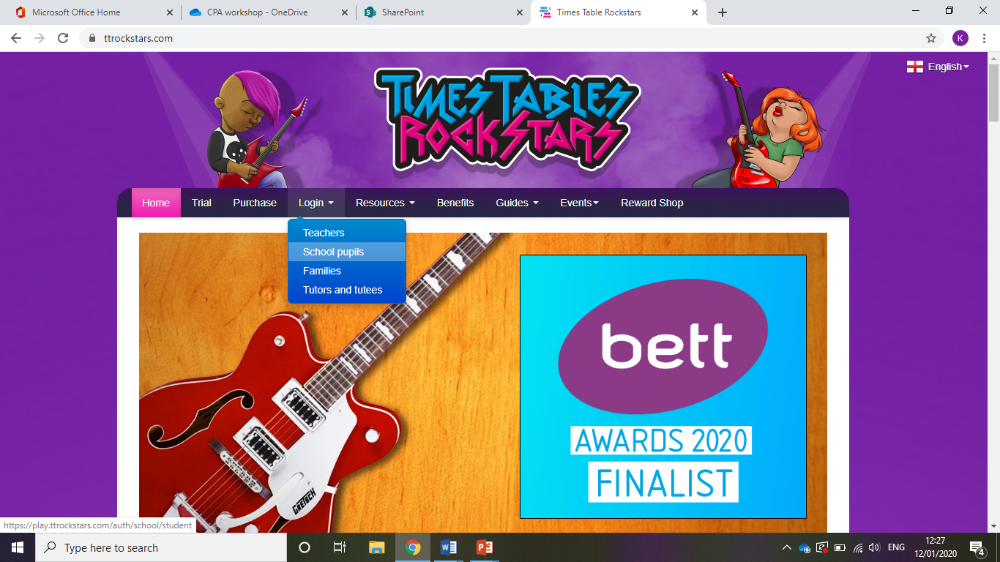 Microsoft Office Home
CPA workshop - OneDrive
SharePoint
Times Table Rockstars
ttrockstars.com
K
English
TIMES TABLES
ROCK STARS
Home
Trial
Purchase
Login
Resources
Benefits
Guides
Events
Reward Shop
Teachers
School pupils
Families
Tutors and tutees
bett
AWARDS 2020
FINALIST
GRETSCH
https://play.ttrockstars.com/auth/school/student
Type here to search
ENG
12:27
12/01/2020
4